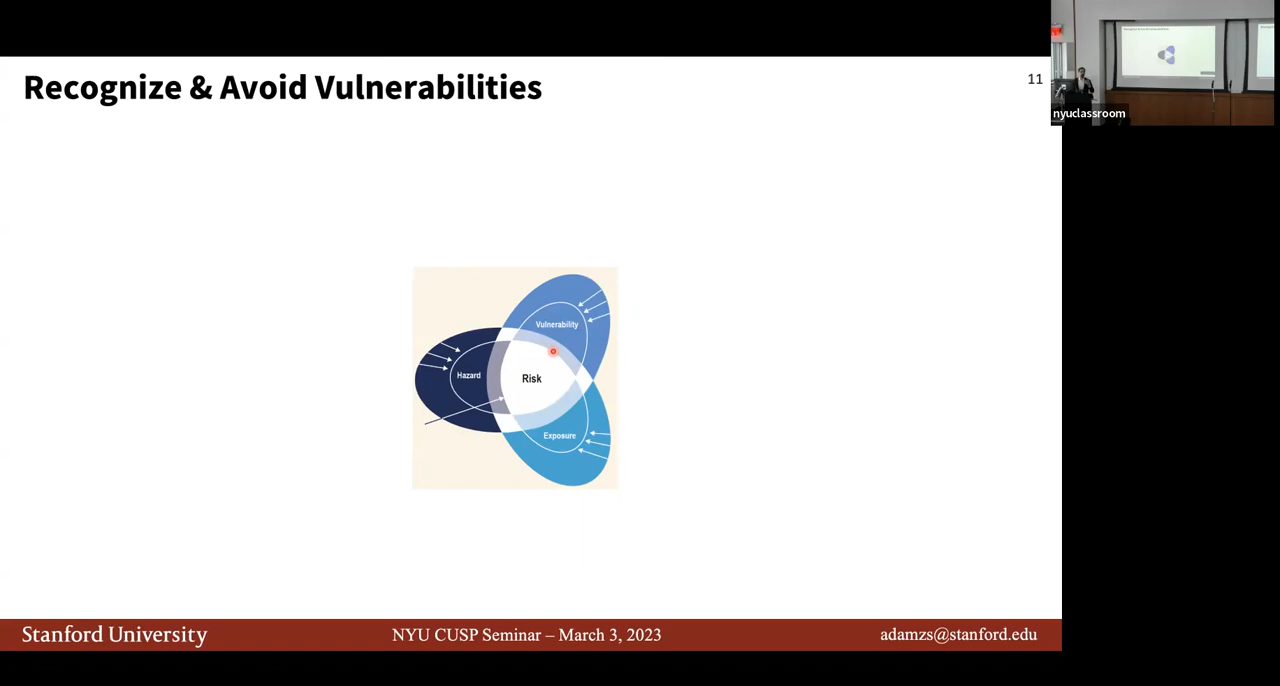 Recognize & Avoid Vulnerabilities
11
nyuclassroom
Vulnerability
Hazard
Risk
Exposure
Stanford University
NYU CUSP Seminar – March 3, 2023
adamzs@stanford.edu